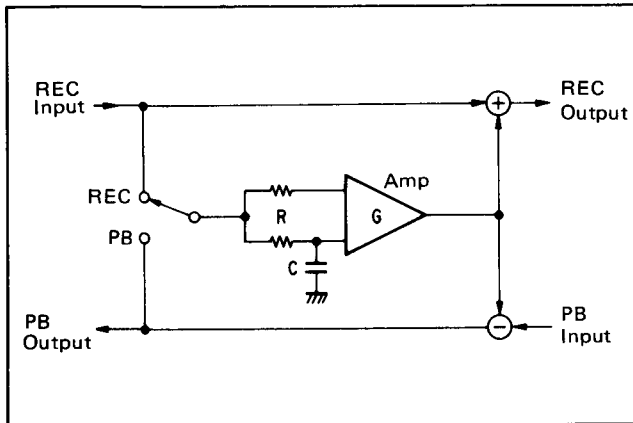 REC
Input
REC
Output
+
Amp
REC
R
G
PB
C
PB
Output
−
PB
Input